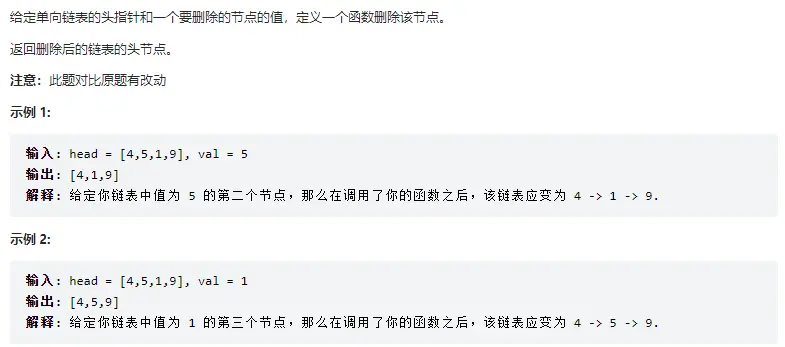 给定单向链表的头指针和一个要删除的节点的值，定义一个函数删除该节点。
返回删除后的链表的头节点。
注意：此题对比原题有改动
示例 1:
输入: head = [4,5,1,9], val = 5
输出: [4,1,9]
解释: 给定你链表中值为 5 的第二个节点，那么在调用了你的函数之后，该链表应变为 4 -> 1 -> 9.
示例 2:
输入: head = [4,5,1,9], val = 1
输出: [4,5,9]
解释: 给定你链表中值为 1 的第三个节点，那么在调用了你的函数之后，该链表应变为 4 -> 5 -> 9.